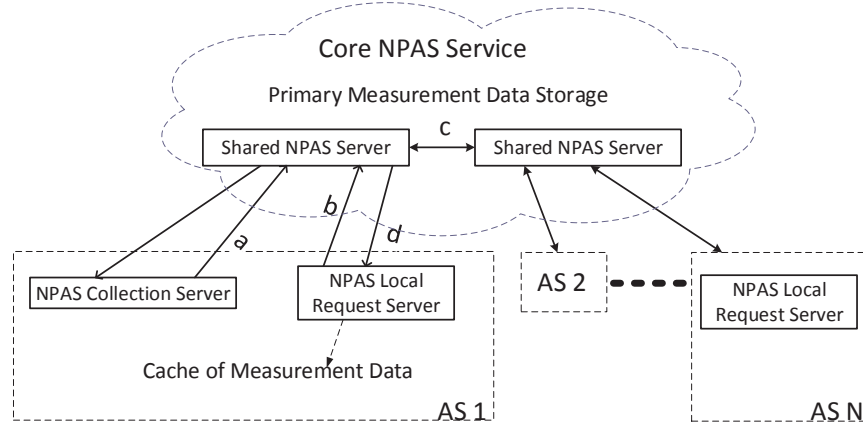 Core NPAS Service
Primary Measurement Data Storage
Shared NPAS Server
c
Shared NPAS Server
a
b
d
NPAS Collection Server
NPAS Local
Request Server
AS 2
NPAS Local
Request Server
Cache of Measurement Data
AS 1
AS N